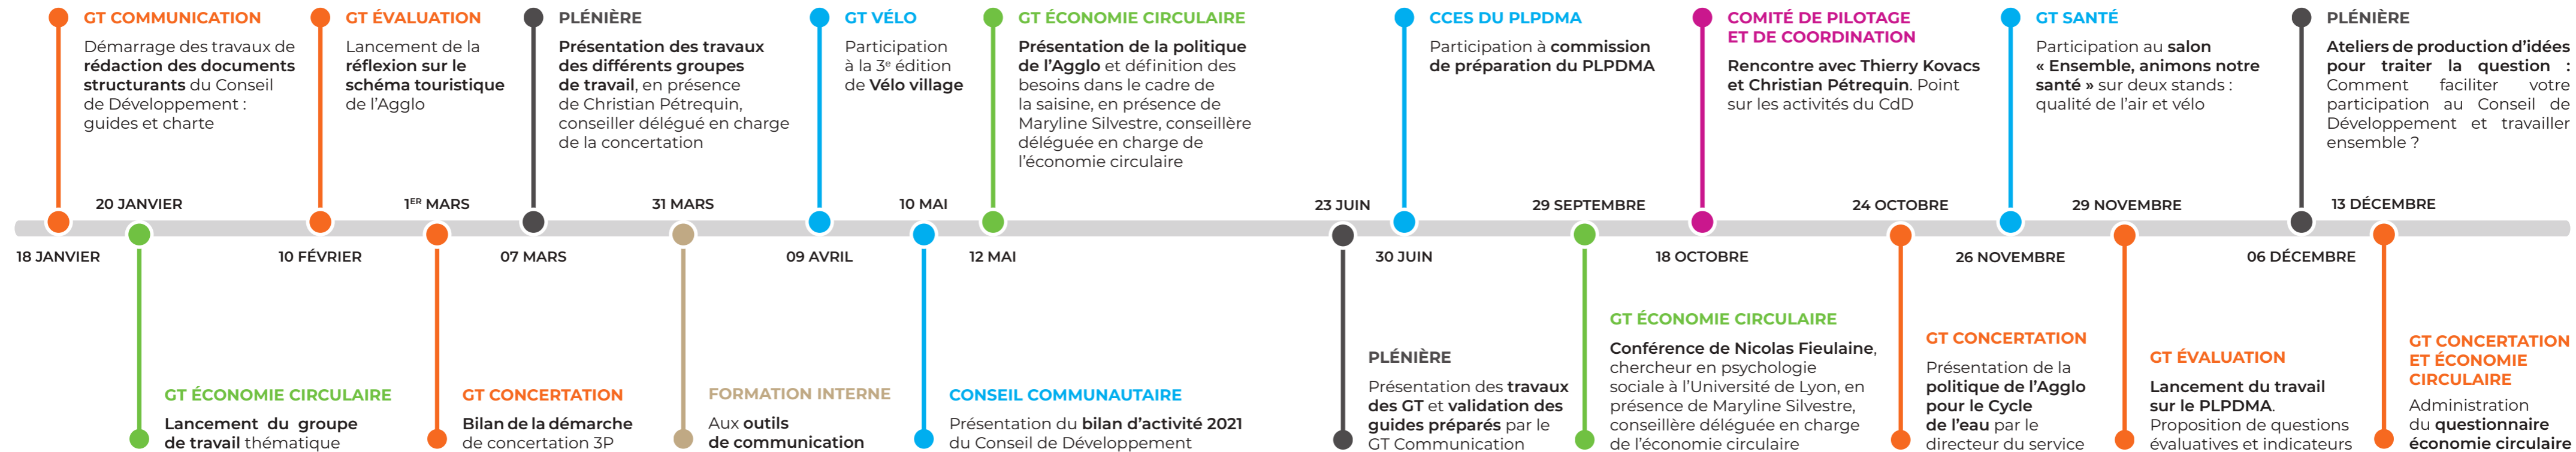 GT COMMUNICATION
Démarrage des travaux de
rédaction des documents
structurants du Conseil
de Développement :
guides et charte
18 JANVIER
20 JANVIER
GT ÉCONOMIE CIRCULAIRE
Lancement du groupe
de travail thématique
GT ÉVALUATION
Lancement de la
réflexion sur le
schéma touristique
de l’Agglo
10 FÉVRIER
1ER MARS
GT CONCERTATION
Bilan de la démarche
de concertation 3P
PLÉNIÈRE
Présentation des travaux
des différents groupes
de travail, en présence
de Christian Pétrequin,
conseiller délégué en charge
de la concertation
07 MARS
31 MARS
FORMATION INTERNE
Aux outils
de communication
GT VÉLO
Participation
à la 3e édition
de Vélo village
09 AVRIL
10 MAI
CONSEIL COMMUNAUTAIRE
Présentation du bilan d’activité 2021
du Conseil de Développement
GT ÉCONOMIE CIRCULAIRE
Présentation de la politique
de l’Agglo et définition des
besoins dans le cadre de
la saisine, en présence de
Maryline Silvestre, conseillère
déléguée en charge de
l’économie circulaire
12 MAI
23 JUIN
PLÉNIÈRE
Présentation des travaux
des GT et validation des
guides préparés par le
GT Communication
CCES DU PLPDMA
Participation à commission
de préparation du PLPDMA
30 JUIN
29 SEPTEMBRE
GT ÉCONOMIE CIRCULAIRE
Conférence de Nicolas Fieulaine,
chercheur en psychologie
sociale à l’Université de Lyon, en
présence de Maryline Silvestre,
conseillère déléguée en charge
de l’économie circulaire
COMITÉ DE PILOTAGE
ET DE COORDINATION
Rencontre avec Thierry Kovacs
et Christian Pétrequin. Point
sur les activités du CdD
18 OCTOBRE
24 OCTOBRE
GT CONCERTATION
Présentation de la
politique de l’Agglo
pour le Cycle
de l’eau par le
directeur du service
GT SANTÉ
Participation au salon
« Ensemble, animons notre
santé » sur deux stands :
qualité de l’air et vélo
26 NOVEMBRE
29 NOVEMBRE
GT ÉVALUATION
Lancement du travail
sur le PLPDMA.
Proposition de questions
évaluatives et indicateurs
PLÉNIÈRE
Ateliers de production d’idées
pour traiter la question :
Comment faciliter votre
participation au Conseil de
Développement et travailler
ensemble ?
06 DÉCEMBRE
13 DÉCEMBRE
GT CONCERTATION
ET ÉCONOMIE
CIRCULAIRE
Administration
du questionnaire
économie circulaire